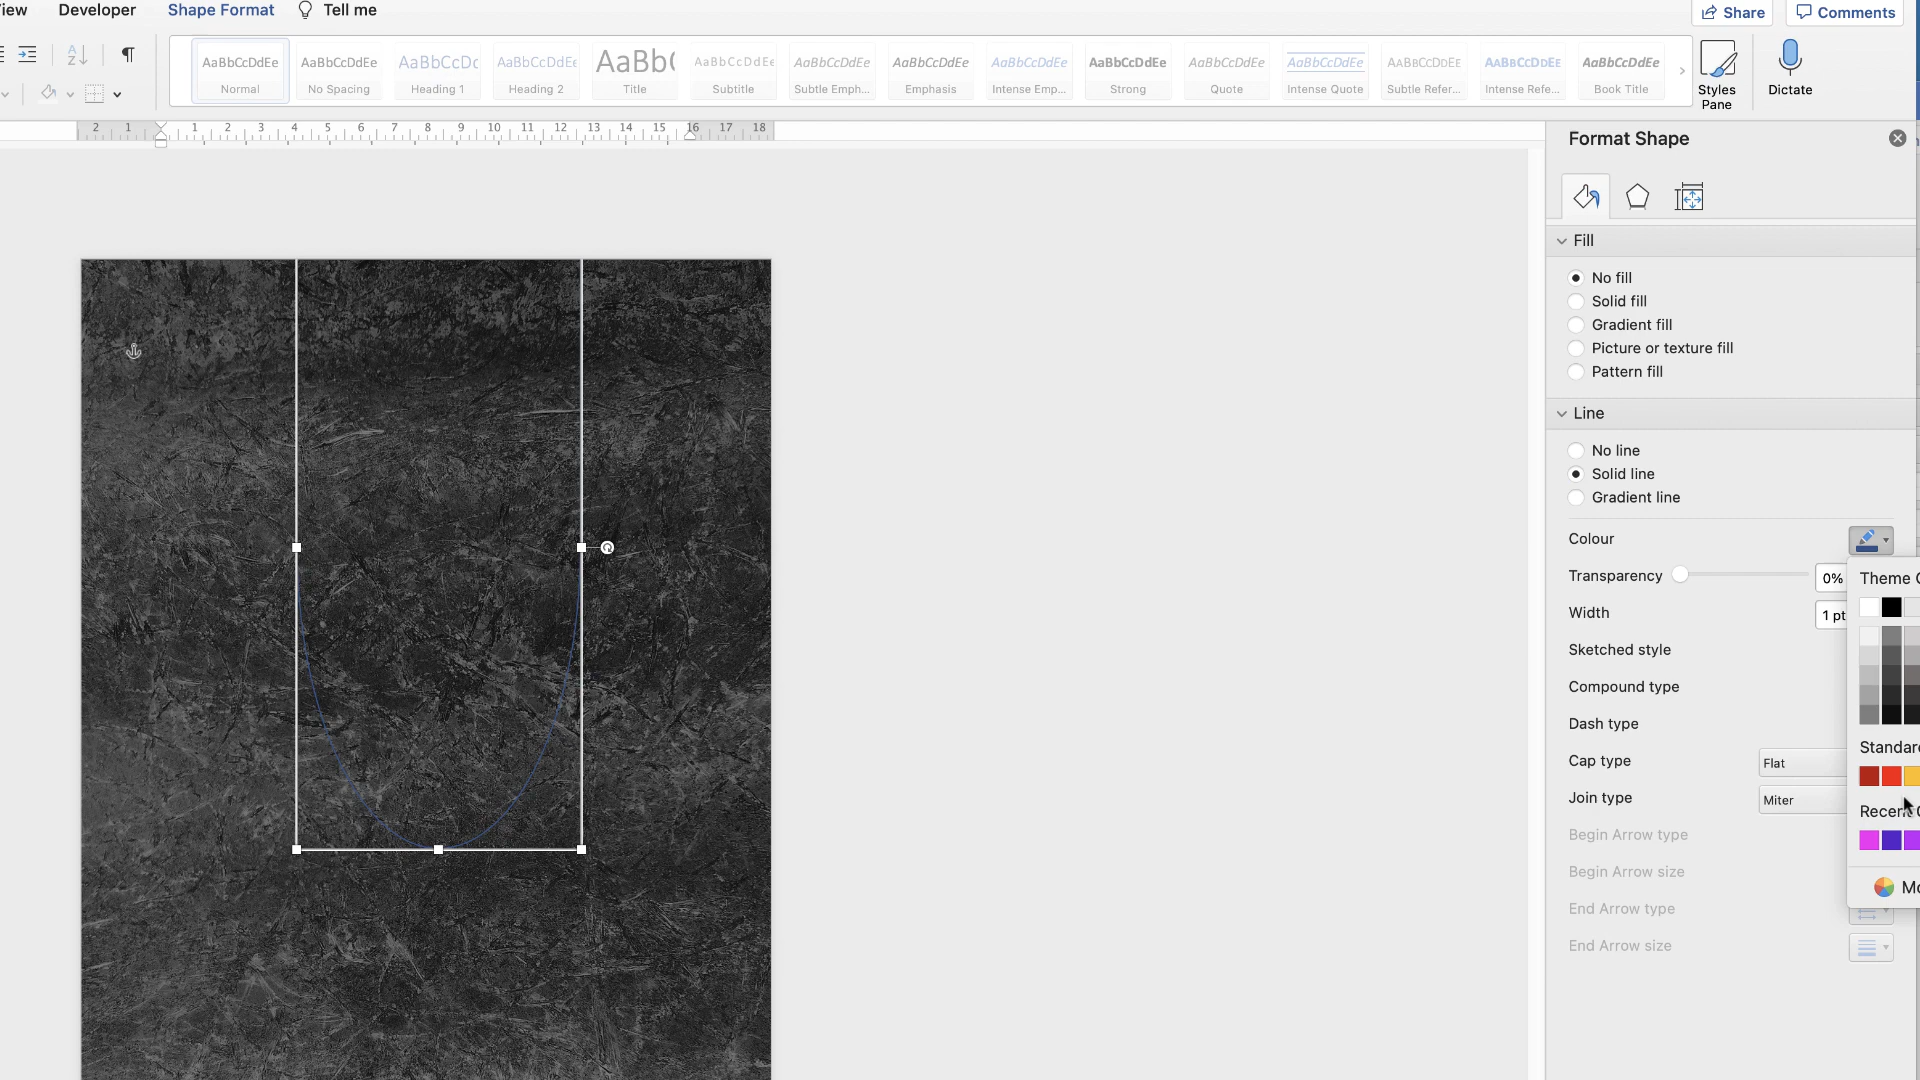 iew Developer Shape Format Tell me Share Comments
AaBbCcDdEe AaBbCcDdEe AaBbCcDc AaBbCcDdEe AaBb( AaBbCcDdEe AaBbCcDdEe AaBbCcDdEe AaBbCcDdEe AaBbCcDdEe AaBbCcDdEe AaBbCcDdEe AaBbCcDdEe AaBbCcDdEe AaBbCcDdEe
Normal No Spacing Heading 1 Heading 2 Title Subtitle Subtle Emph... Emphasis Intense Emp... Strong Quote Intense Quote Subtle Refer... Intense Refe... Book Title
Styles
Pane
Dictate
2 1 1 2 3 4 5 6 7 8 9 10 11 12 13 14 15 16 17 18
Format Shape
Fill
No fill
Solid fill
Gradient fill
Picture or texture fill
Pattern fill
Line
No line
Solid line
Gradient line
Colour
Transparency 0%
Width 1 pt
Sketched style
Compound type
Dash type
Cap type Flat
Join type Miter
Begin Arrow type
Begin Arrow size
End Arrow type
End Arrow size
Theme C
Standard
Recent C
Mo